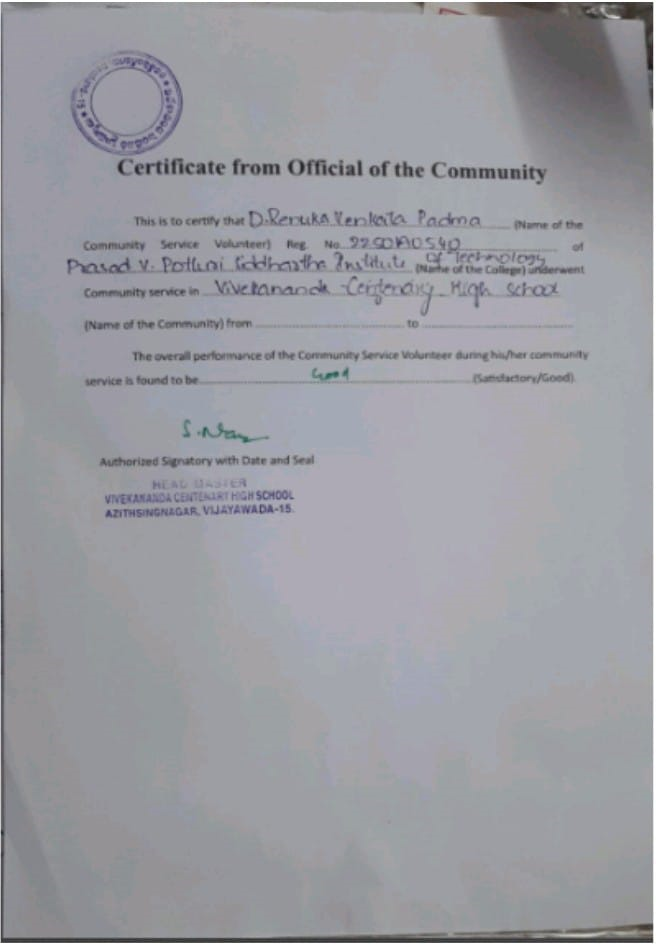 Certificate from Official of the Community
This is to certify that D.Renuka Venkata Padma (Name of the
Community Service Volunteer) Reg. No 22501A0540 of
Prasad V. Potluri Siddhartha Institute of Technology (Name of the College) underwent
Community service in Vivekananda Centenary High school
(Name of the Community) from .................... to ....................
The overall performance of the Community Service Volunteer during his/her community
service is found to be Good (Satisfactory/Good).
Authorized Signatory with Date and Seal
HEAD MASTER
VIVEKANANDA CENTENARY HIGH SCHOOL
AZITHSINGNAGAR, VIJAYAWADA-15.